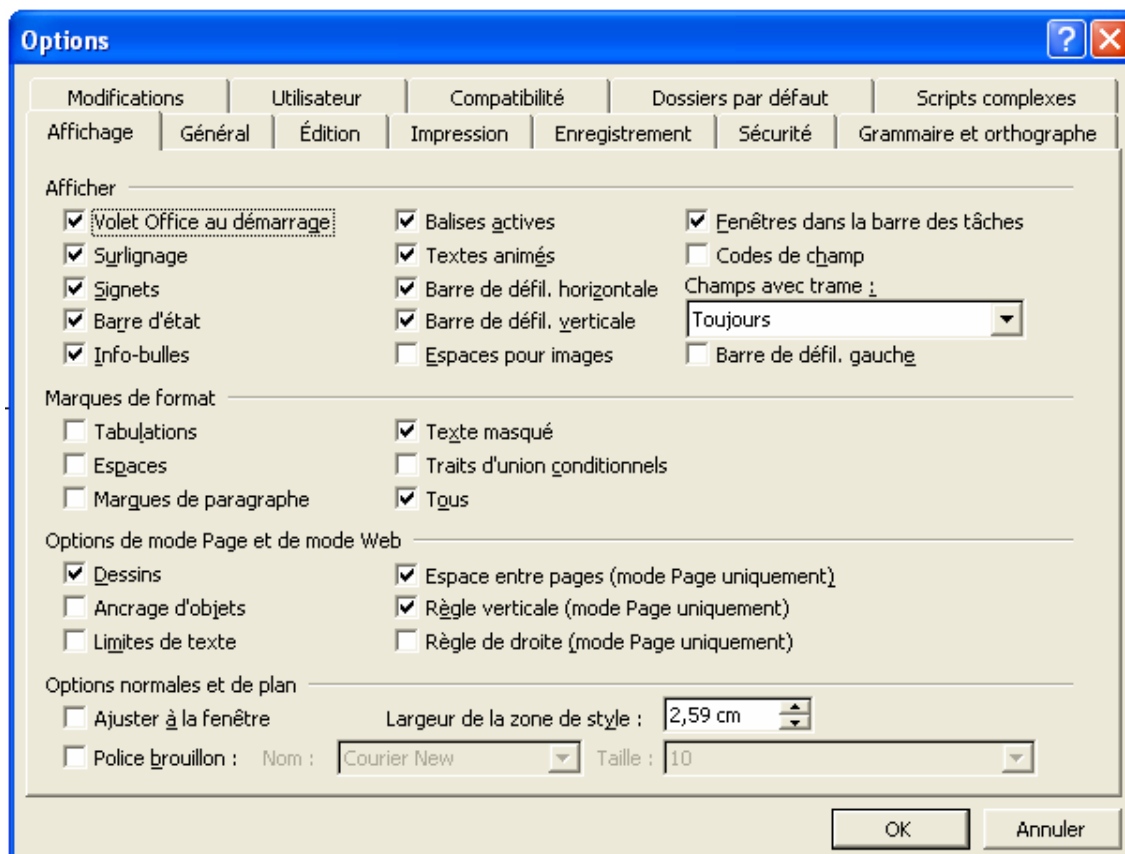 Options
Modifications Utilisateur Compatibilité Dossiers par défaut Scripts complexes
Affichage Général Édition Impression Enregistrement Sécurité Grammaire et orthographe
Afficher
Volet Office au démarrage Balises actives Fenêtres dans la barre des tâches
Surlignage Textes animés Codes de champ
Signets Barre de défil. horizontale Champs avec trame :
Barre d'état Barre de défil. verticale Toujours
Info-bulles Espaces pour images Barre de défil. gauche
Marques de format
Tabulations Texte masqué
Espaces Traits d'union conditionnels
Marques de paragraphe Tous
Options de mode Page et de mode Web
Dessins Espace entre pages (mode Page uniquement)
Ancrage d'objets Règle verticale (mode Page uniquement)
Limites de texte Règle de droite (mode Page uniquement)
Options normales et de plan
Ajuster à la fenêtre Largeur de la zone de style : 2,59 cm
Police brouillon : Nom : Courier New Taille : 10
OK Annuler